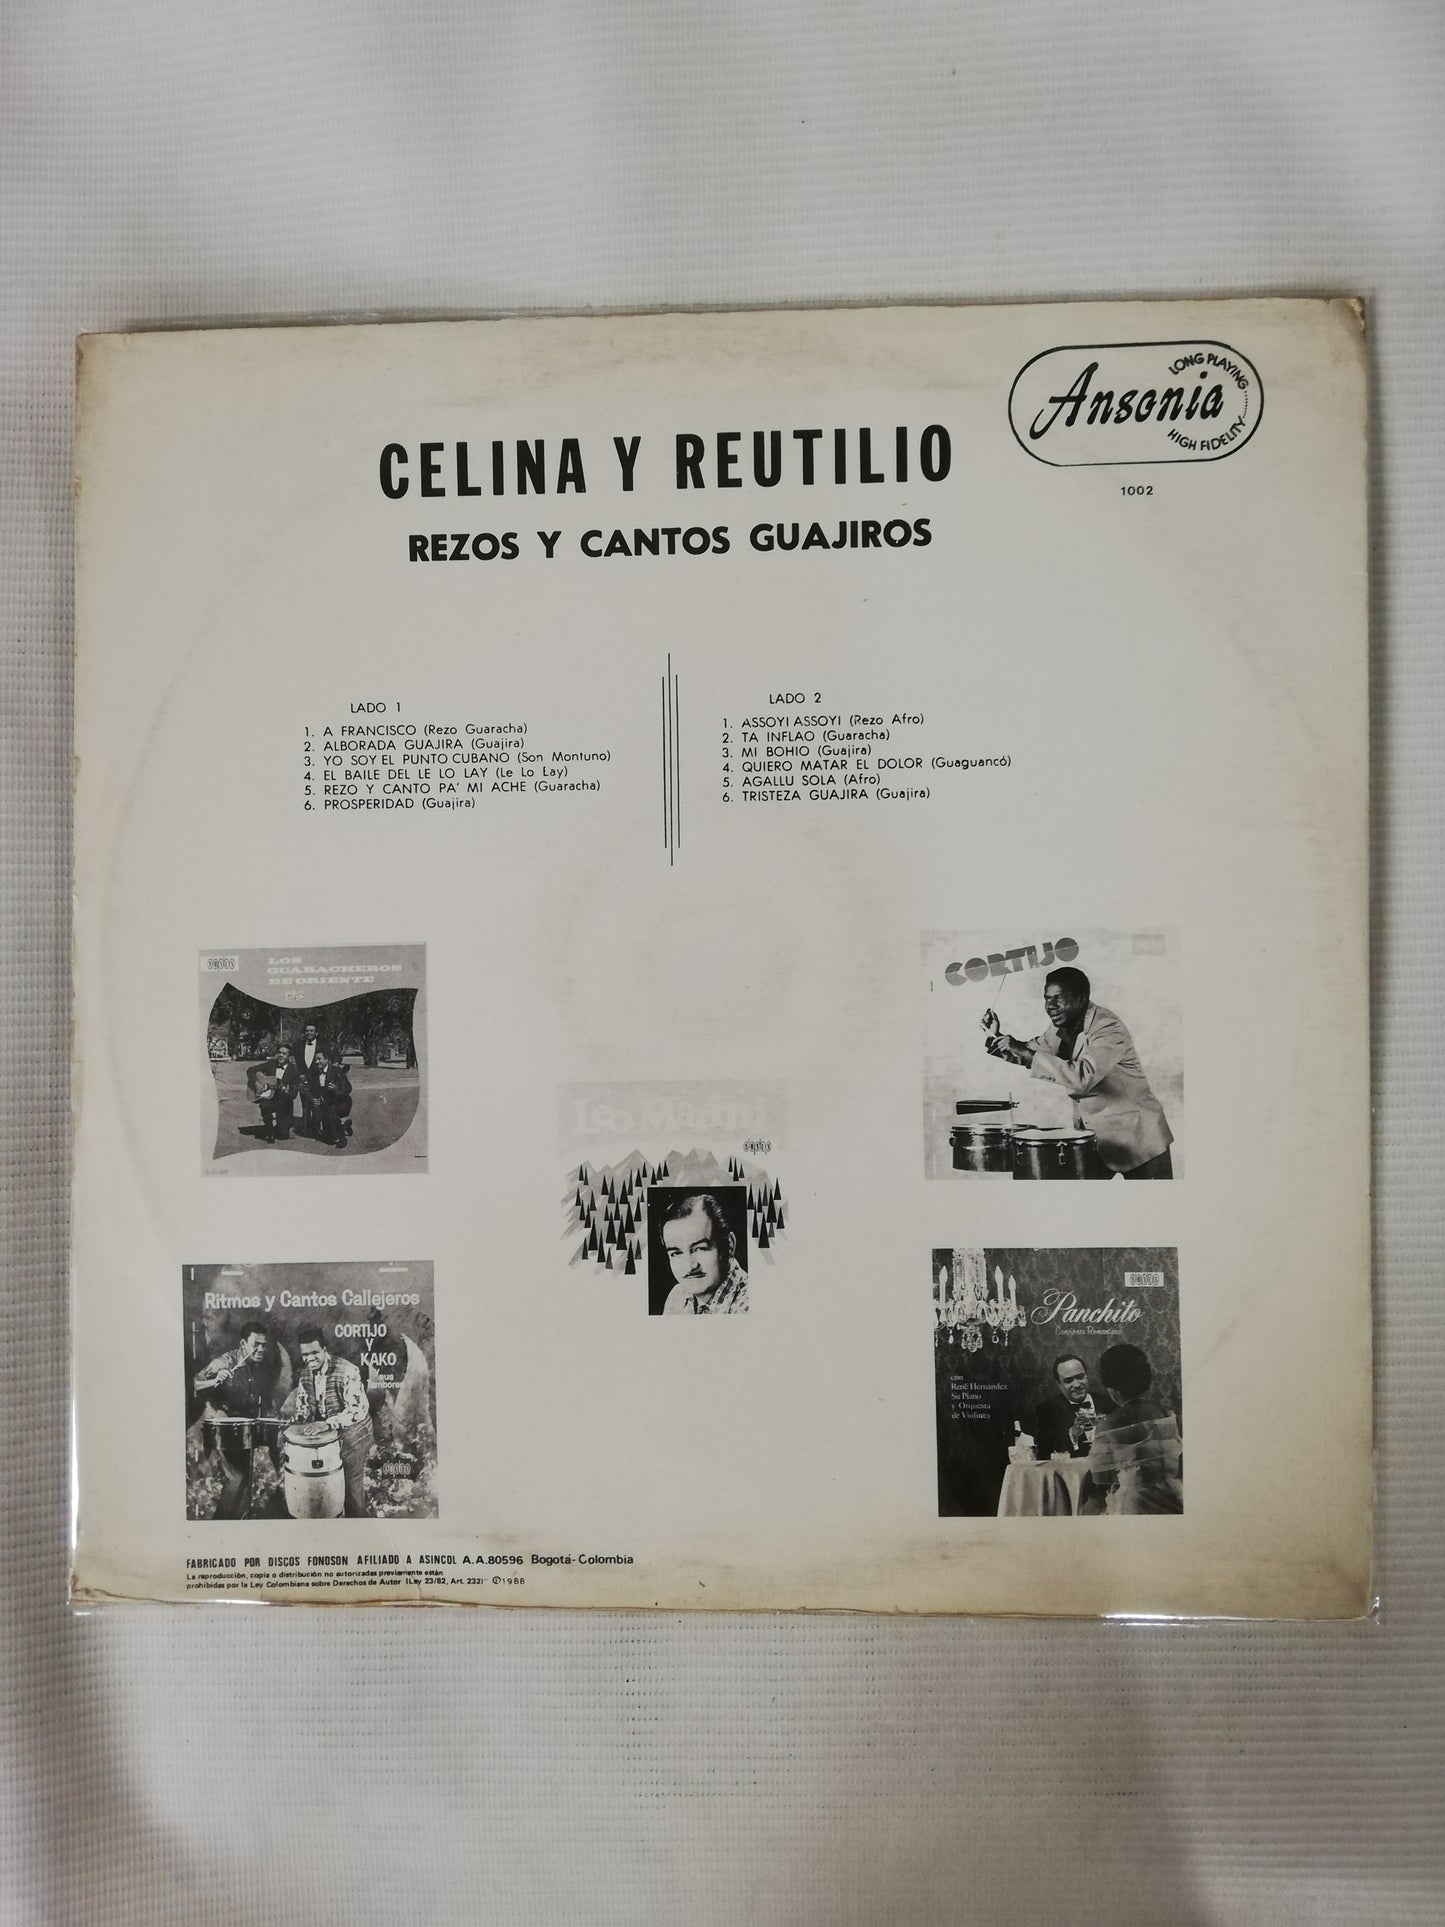 Ansonia
LONG PLAYING
HIGH FIDELITY
1002
CELINA Y REUTILIO
REZOS Y CANTOS GUAJIROS
LADO 1
1. A FRANCISCO (Rezo Guaracha)
2. ALBORADA GUAJIRA (Guajira)
3. YO SOY EL PUNTO CUBANO (Son Montuno)
4. EL BAILE DEL LE LO LAY (Le Lo Lay)
5. REZO Y CANTO PA' MI ACHE (Guaracha)
6. PROSPERIDAD (Guajira)
LADO 2
1. ASSOYI ASSOYI (Rezo Afro)
2. TA INFLAO (Guaracha)
3. MI BOHIO (Guajira)
4. QUIERO MATAR EL DOLOR (Guaguancó)
5. AGALLU SOLA (Afro)
6. TRISTEZA GUAJIRA (Guajira)
LOS
GUARACHEROS
DE ORIENTE
CORTIJO
Leo Marini
Ritmos y Cantos Callejeros
CORTIJO
Y
KAKO
Y sus
Tambores
Panchito
Canciones Romanticas
con
René Hernandez
Su Piano
y Orquesta
de Violines
FABRICADO POR DISCOS FONOSON AFILIADO A ASINCOL A.A.80596 Bogotá-Colombia
La reproducción, copia o distribución no autorizadas previamente están
prohibidas por la Ley Colombiana sobre Derechos de Autor (Ley 23/82, Art. 232)" Ⓟ1988